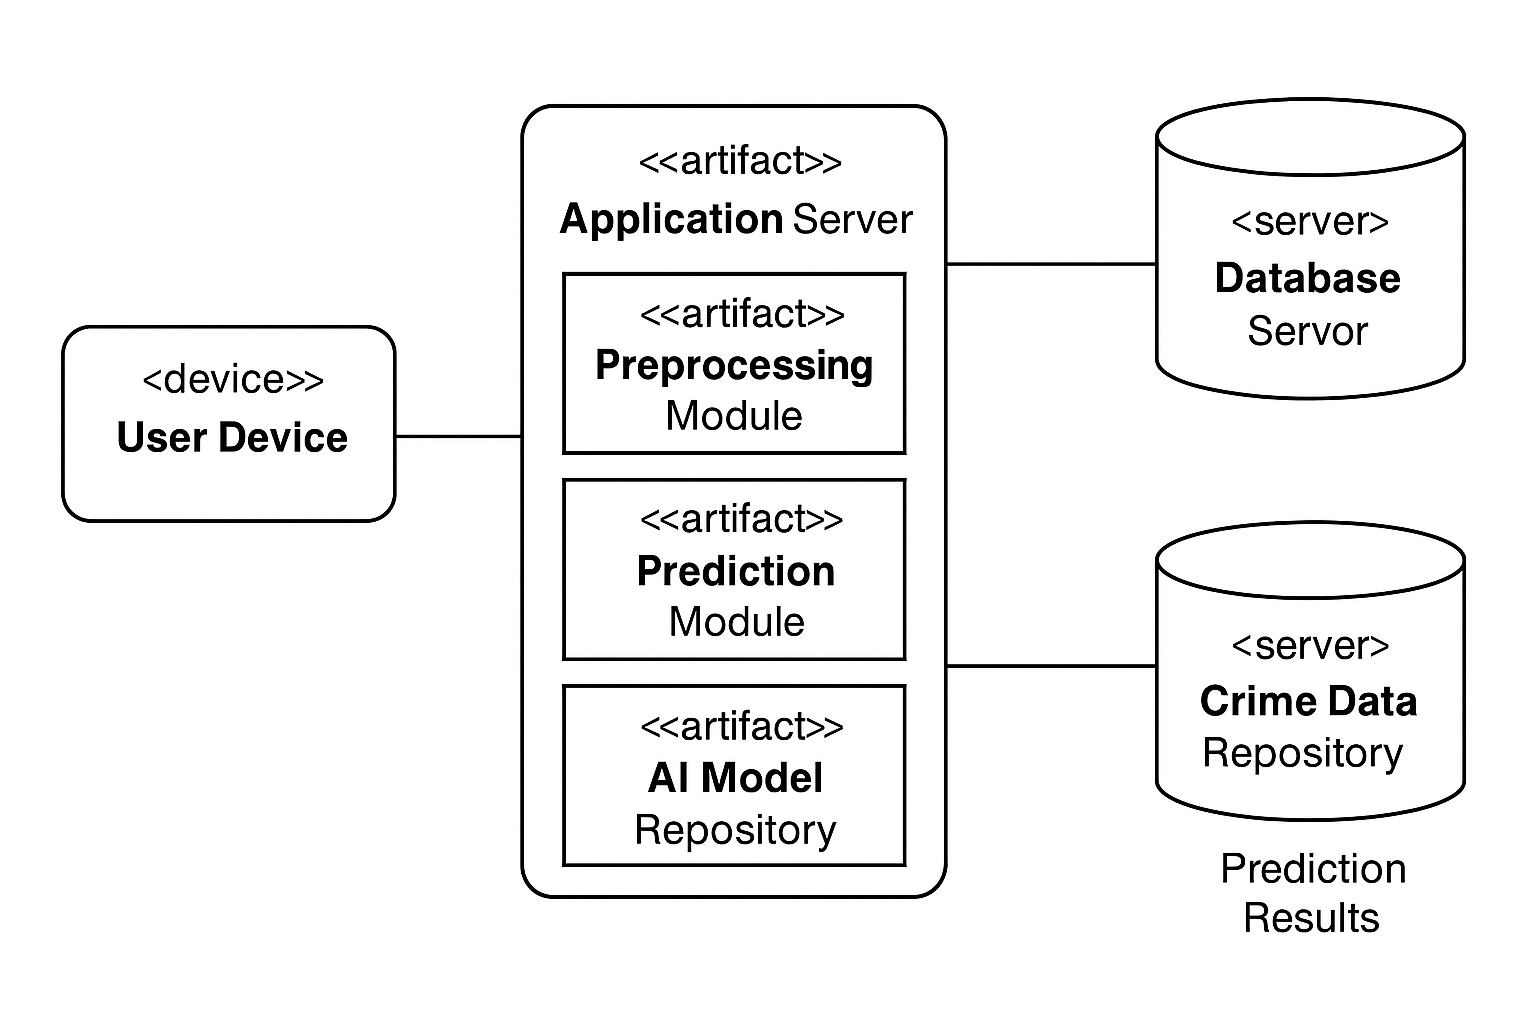 <device>>
User Device
<<artifact>>
Application Server
<<artifact>>
Preprocessing
Module
<<artifact>>
Prediction
Module
<<artifact>>
AI Model
Repository
<server>
Database
Servor
<server>
Crime Data
Repository
Prediction
Results